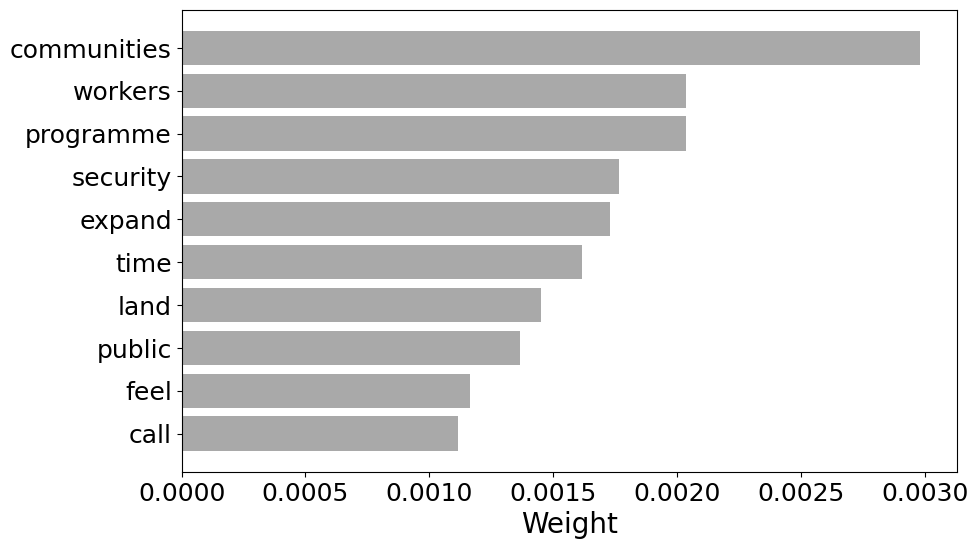 communities
workers
programme
security
expand
time
land
public
feel
call
0.0000 0.0005 0.0010 0.0015 0.0020 0.0025 0.0030
Weight